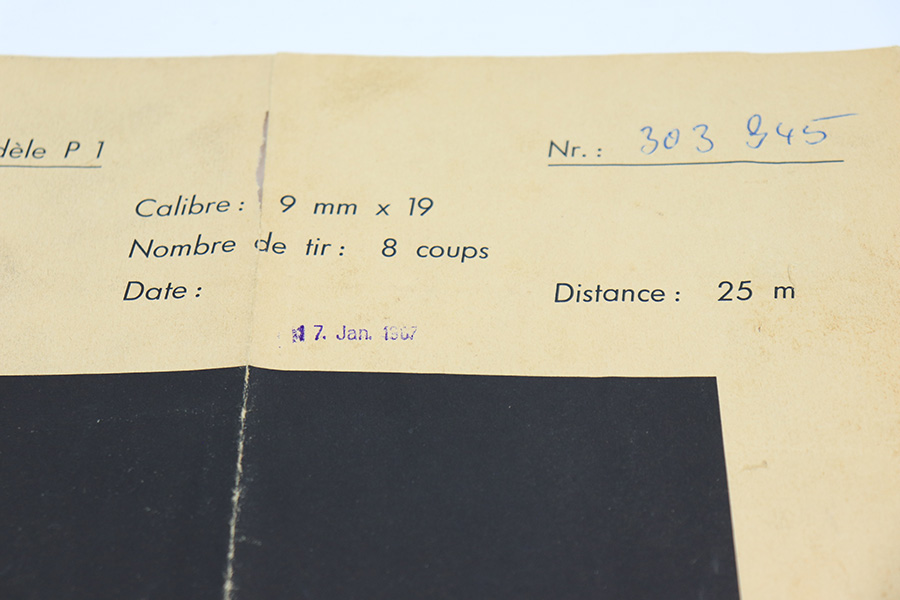 dèle P 1 Nr.: 303 945
Calibre: 9 mm x 19
Nombre de tir: 8 coups
Date: Distance: 25 m
17. Jan. 1967